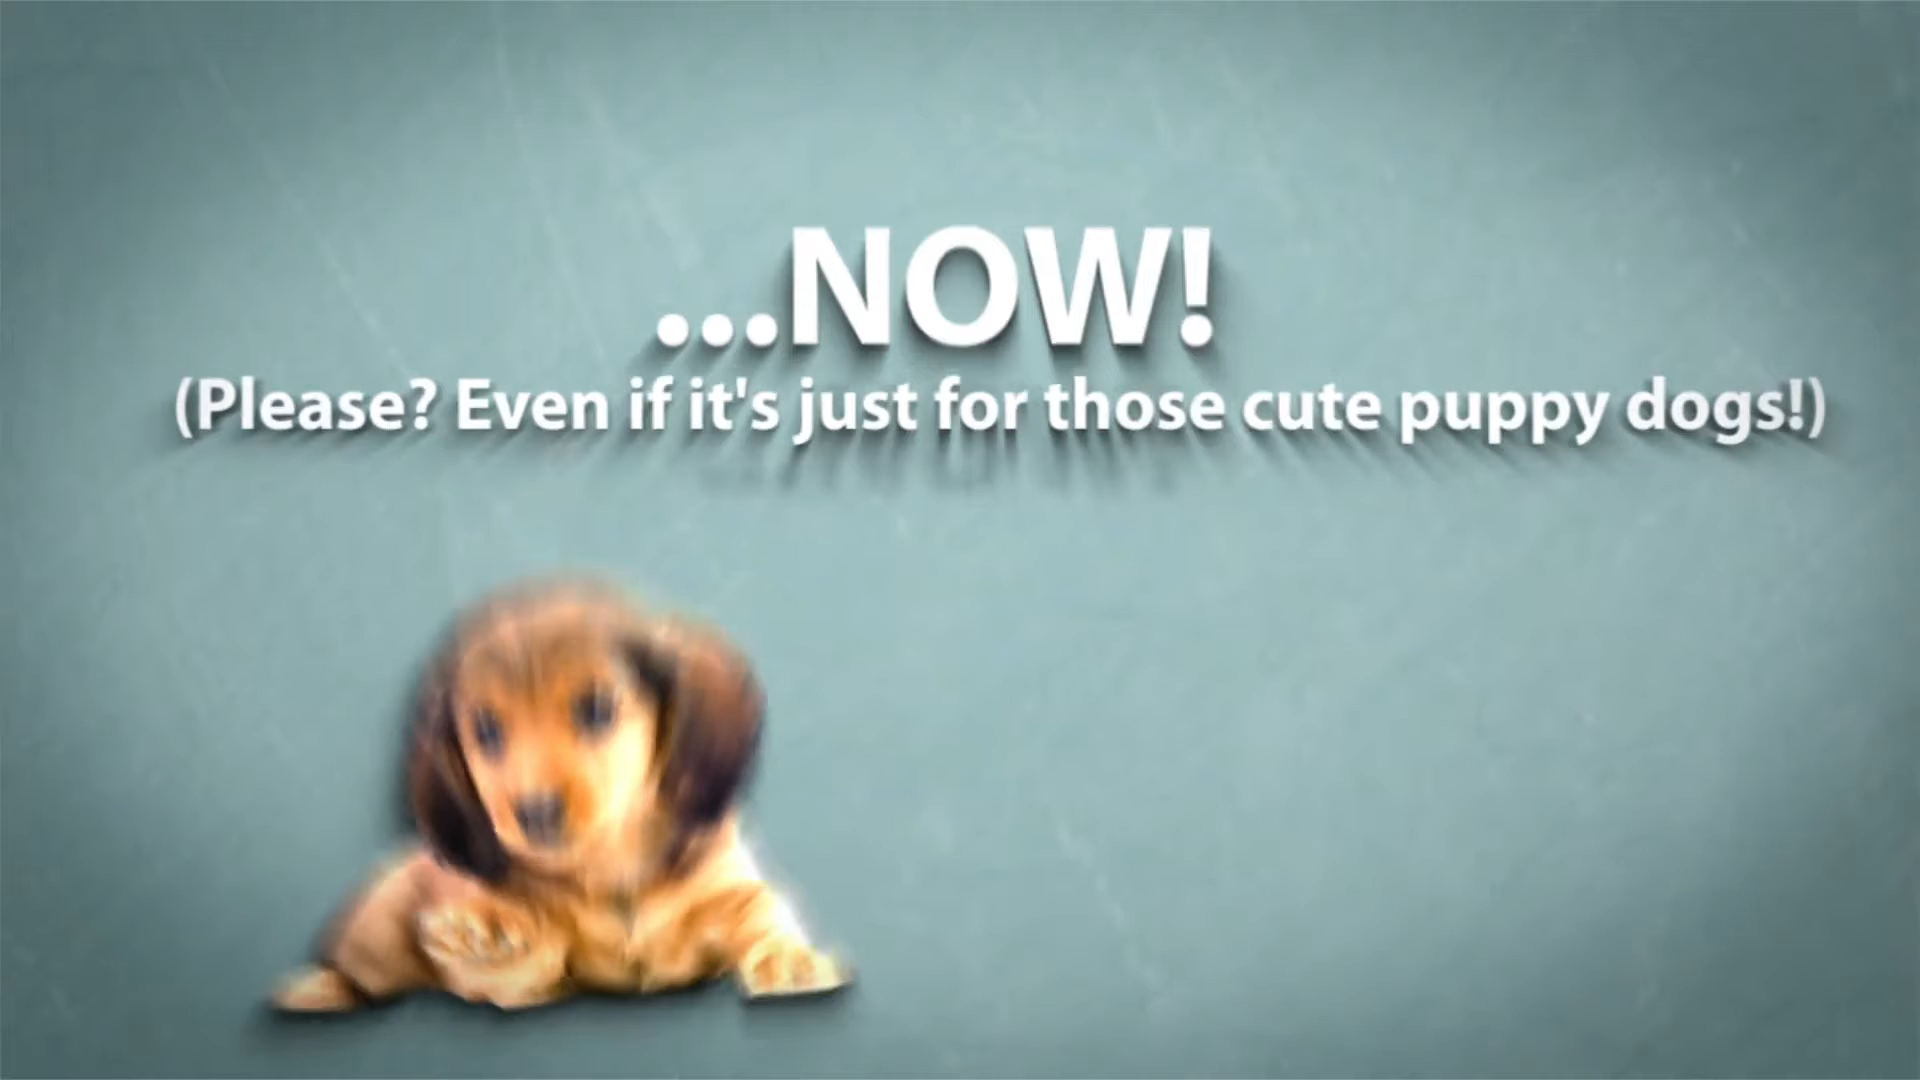 ...NOW!
(Please? Even if it's just for those cute puppy dogs!)